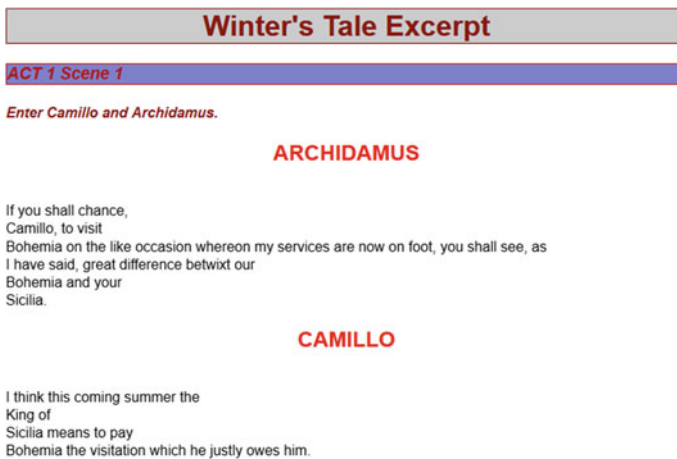 Winter's Tale Excerpt
ACT 1 Scene 1
Enter Camillo and Archidamus.
ARCHIDAMUS
If you shall chance,
Camillo, to visit
Bohemia on the like occasion whereon my services are now on foot, you shall see, as
I have said, great difference betwixt our
Bohemia and your
Sicilia.
CAMILLO
I think this coming summer the
King of
Sicilia means to pay
Bohemia the visitation which he justly owes him.